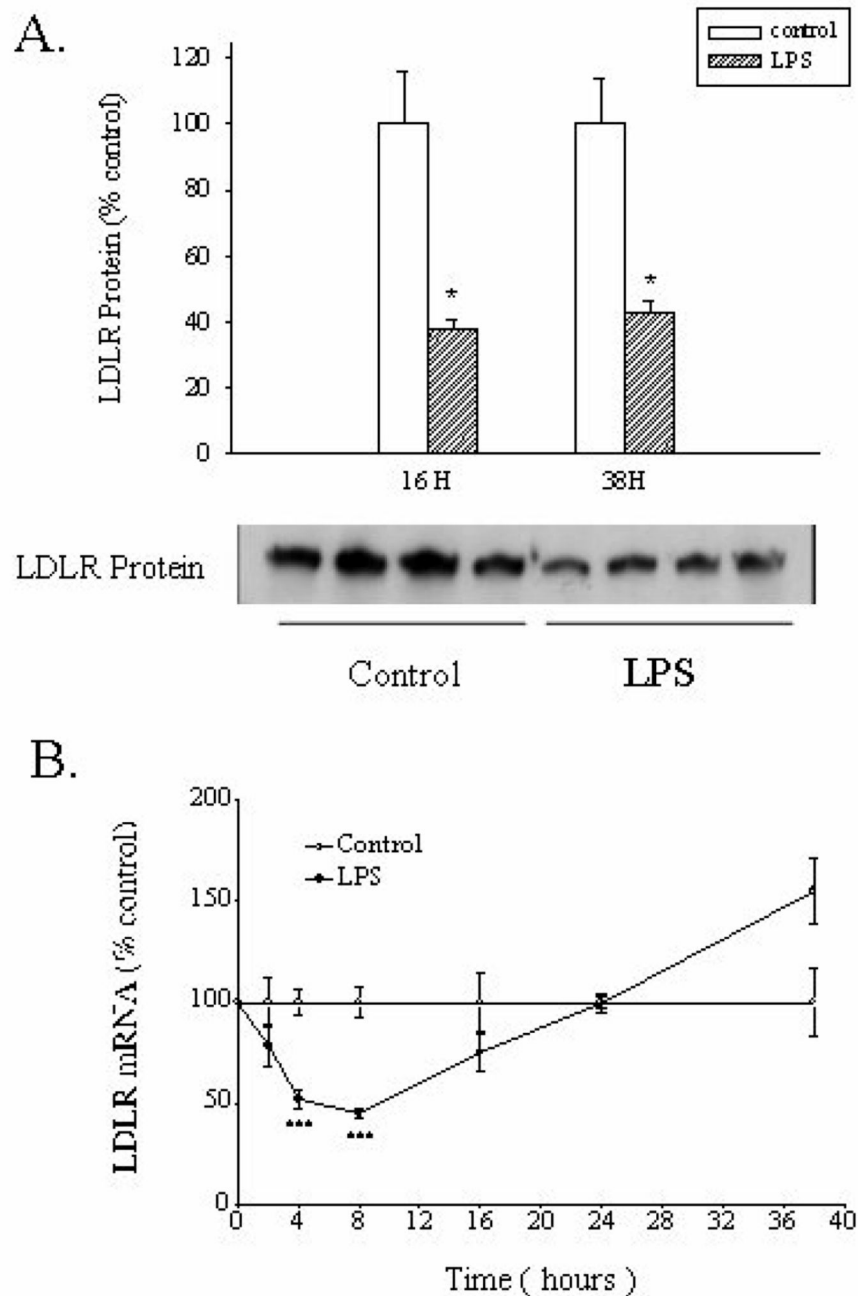 A.
control
LPS
LDLR Protein (% control)
120
100
80
60
40
20
0
*
*
16 H
38H
LDLR Protein
Control
LPS
B.
LDLR mRNA (% control)
200
150
100
50
0
Control
LPS
***
***
0 4 8 12 16 20 24 28 32 36 40
Time ( hours )